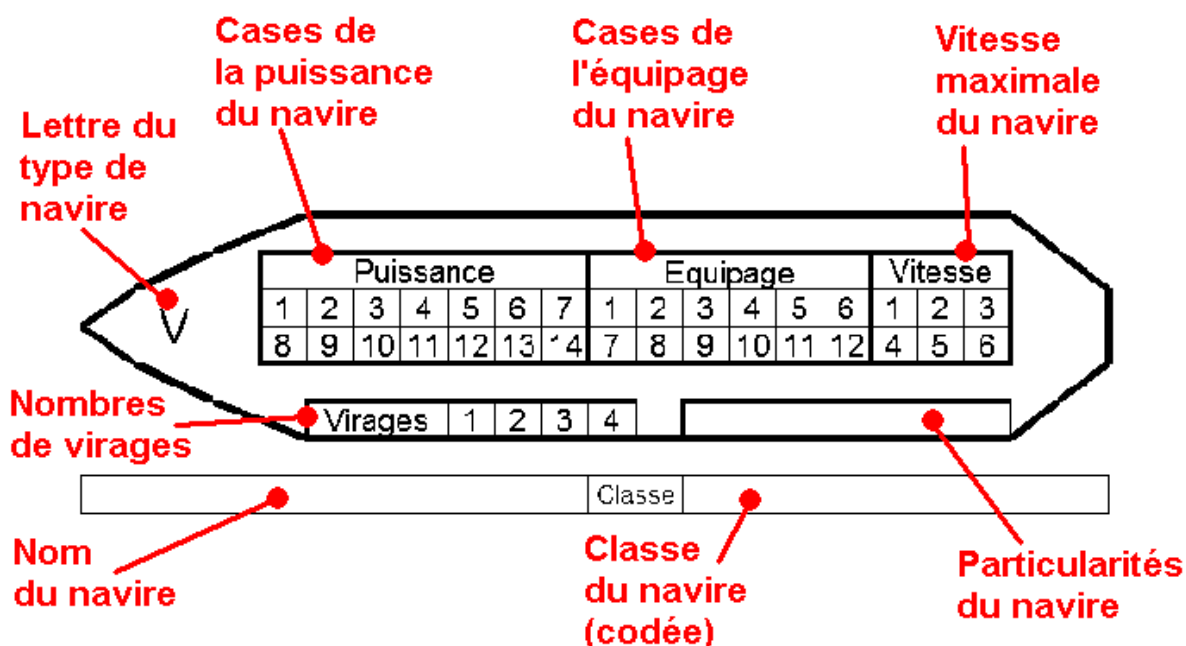 Cases de
la puissance
du navire
Cases de
l'équipage
du navire
Vitesse
maximale
du navire
Lettre du
type de
navire
V
Puissance Equipage Vitesse
1 2 3 4 5 6 7 1 2 3 4 5 6 1 2 3
8 9 10 11 12 13 14 7 8 9 10 11 12 4 5 6
Nombres
de virages
Virages 1 2 3 4
Classe
Nom
du navire
Classe
du navire
(codée)
Particularités
du navire